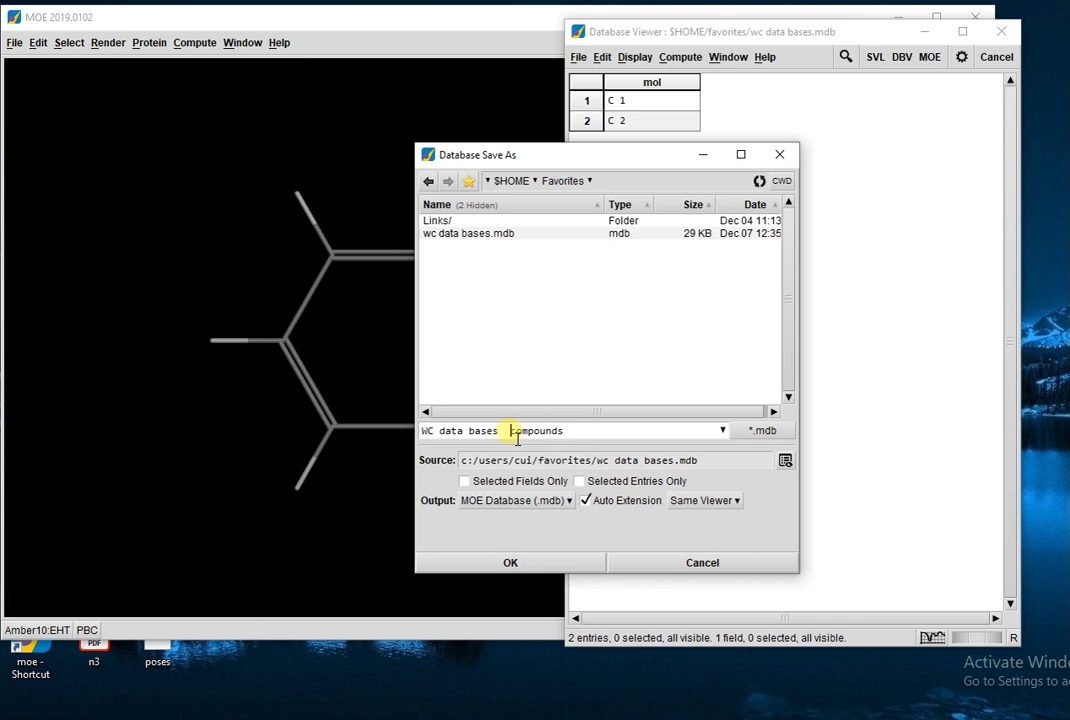 MOE 2019.0102
File Edit Select Render Protein Compute Window Help
Database Viewer : $HOME/favorites/wc data bases.mdb
File Edit Display Compute Window Help SVL DBV MOE Cancel
mol
1 C 1
2 C 2
Database Save As
$HOME Favorites CWD
Name (2 Hidden) Type Size Date
Links/ Folder Dec 04 11:13
wc data bases.mdb mdb 29 KB Dec 07 12:35
WC data bases compounds *.mdb
Source: c:/users/cui/favorites/wc data bases.mdb
Selected Fields Only Selected Entries Only
Output: MOE Database (.mdb) Auto Extension Same Viewer
OK Cancel
Amber10:EHT PBC
2 entries, 0 selected, all visible. 1 field, 0 selected, all visible. R
PDF
moe - Shortcut
n3
poses
Activate Windo
Go to Settings to a